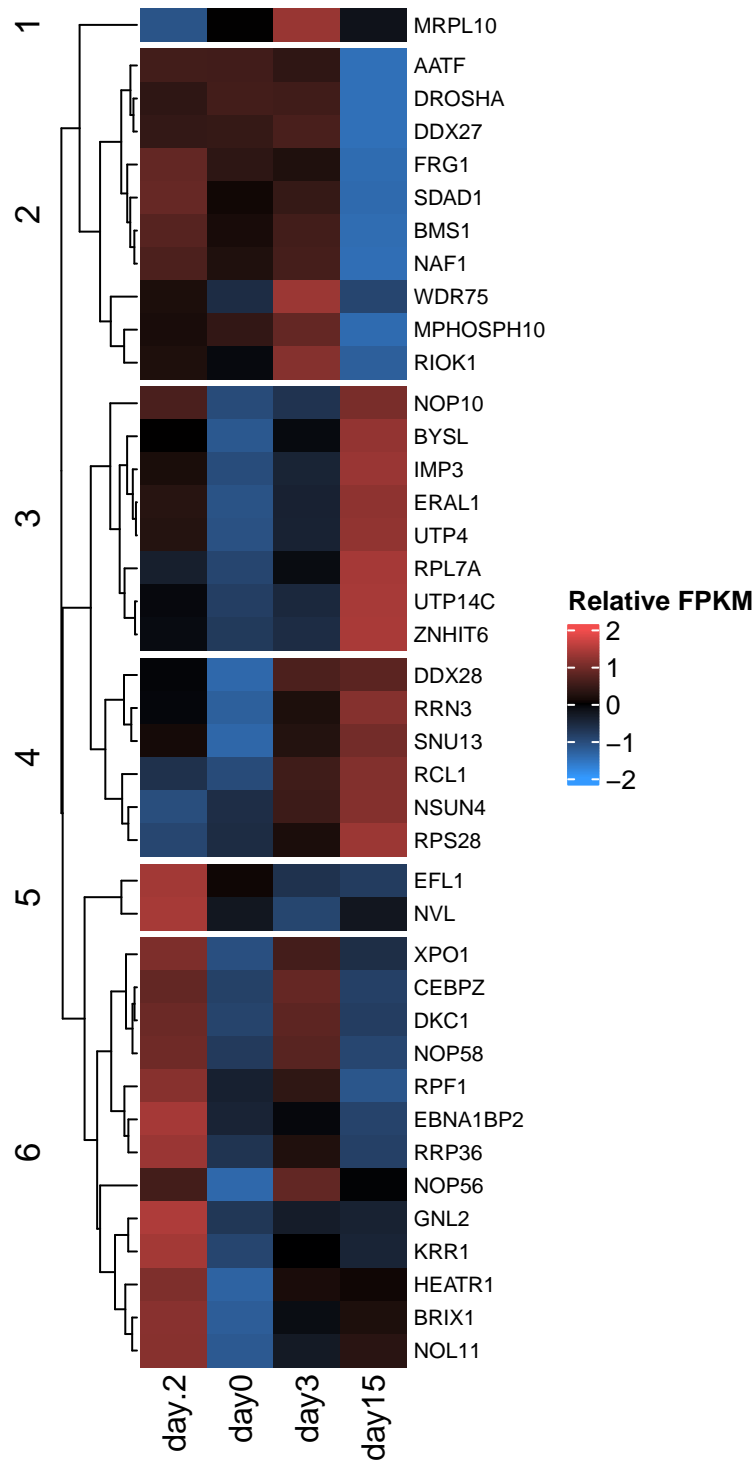 1
MRPL10
2
AATF
DROSHA
DDX27
FRG1
SDAD1
BMS1
NAF1
WDR75
MPHOSPH10
RIOK1
3
NOP10
BYSL
IMP3
ERAL1
UTP4
RPL7A
UTP14C
ZNHIT6
4
DDX28
RRN3
SNU13
RCL1
NSUN4
RPS28
5
EFL1
NVL
6
XPO1
CEBPZ
DKC1
NOP58
RPF1
EBNA1BP2
RRP36
NOP56
GNL2
KRR1
HEATR1
BRIX1
NOL11
day.2 day0 day3 day15
Relative FPKM
2
1
0
−1
−2